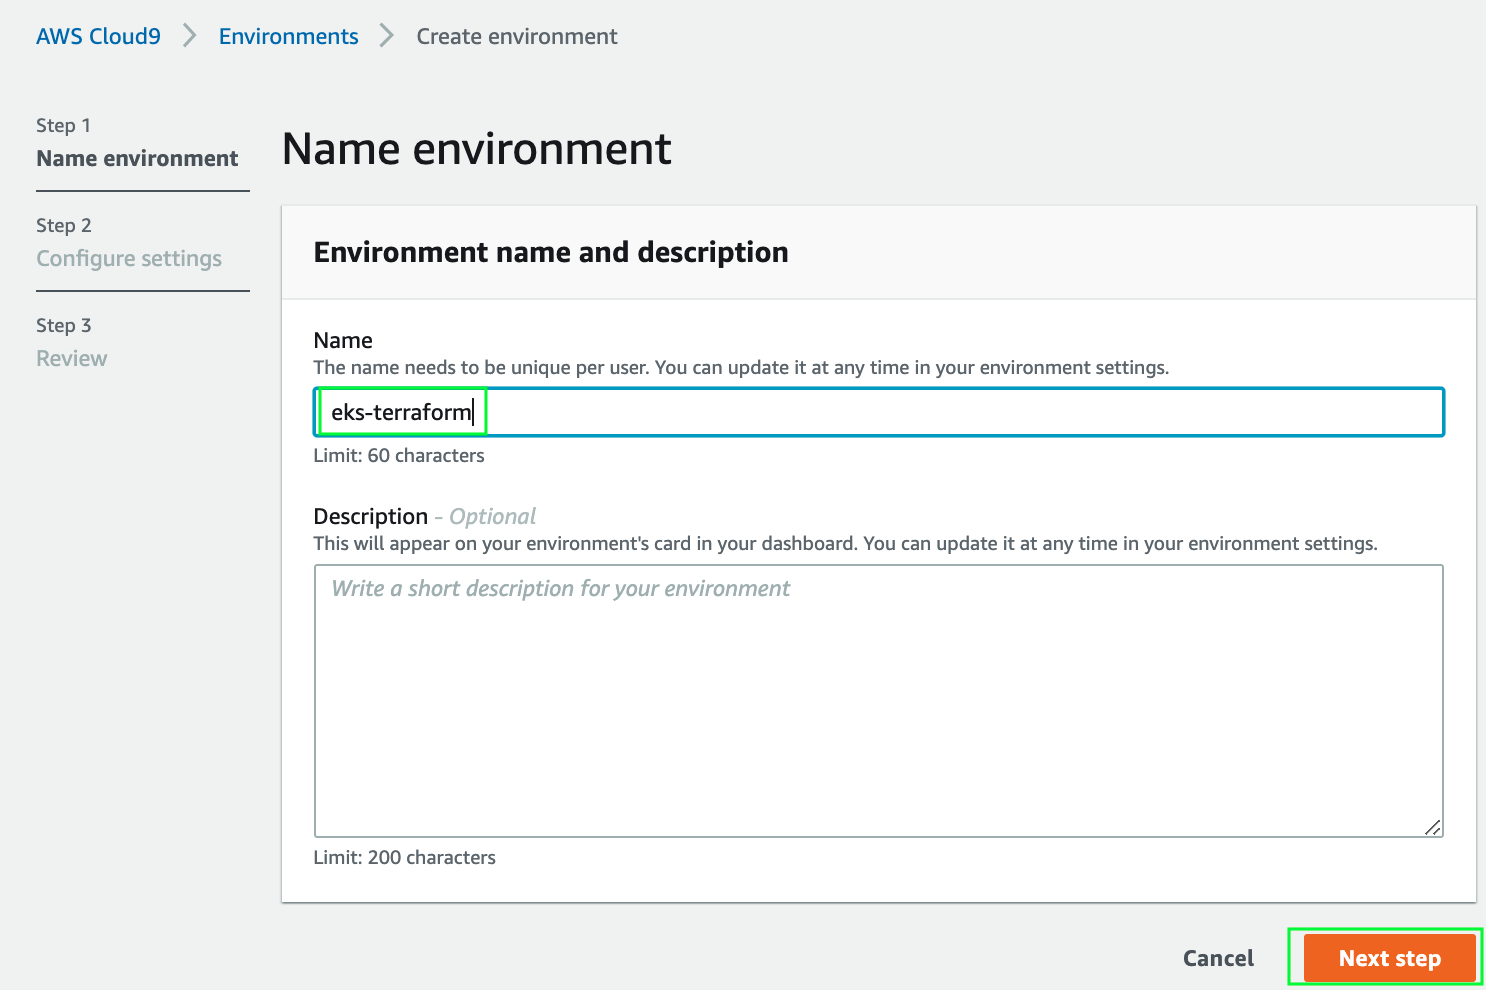 AWS Cloud9 > Environments > Create environment
Step 1
Name environment
Step 2
Configure settings
Step 3
Review
Name environment
Environment name and description
Name
The name needs to be unique per user. You can update it at any time in your environment settings.
eks-terraform
Limit: 60 characters
Description - Optional
This will appear on your environment's card in your dashboard. You can update it at any time in your environment settings.
Write a short description for your environment
Limit: 200 characters
Cancel
Next step